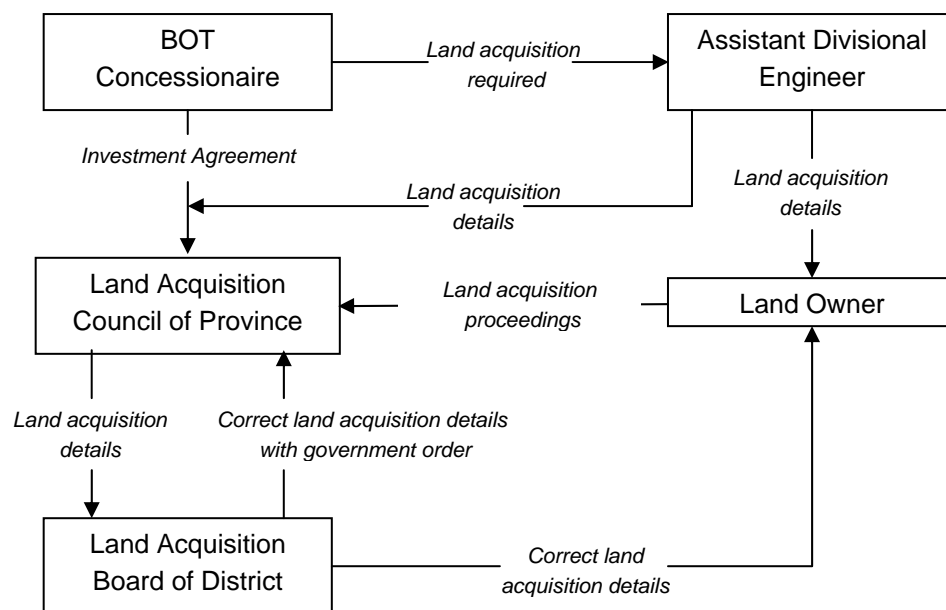 BOT
Concessionaire
Land acquisition
required
Assistant Divisional
Engineer
Investment Agreement
Land acquisition
details
Land acquisition
details
Land Acquisition
Council of Province
Land acquisition
proceedings
Land Owner
Land acquisition
details
Correct land acquisition details
with government order
Land Acquisition
Board of District
Correct land
acquisition details